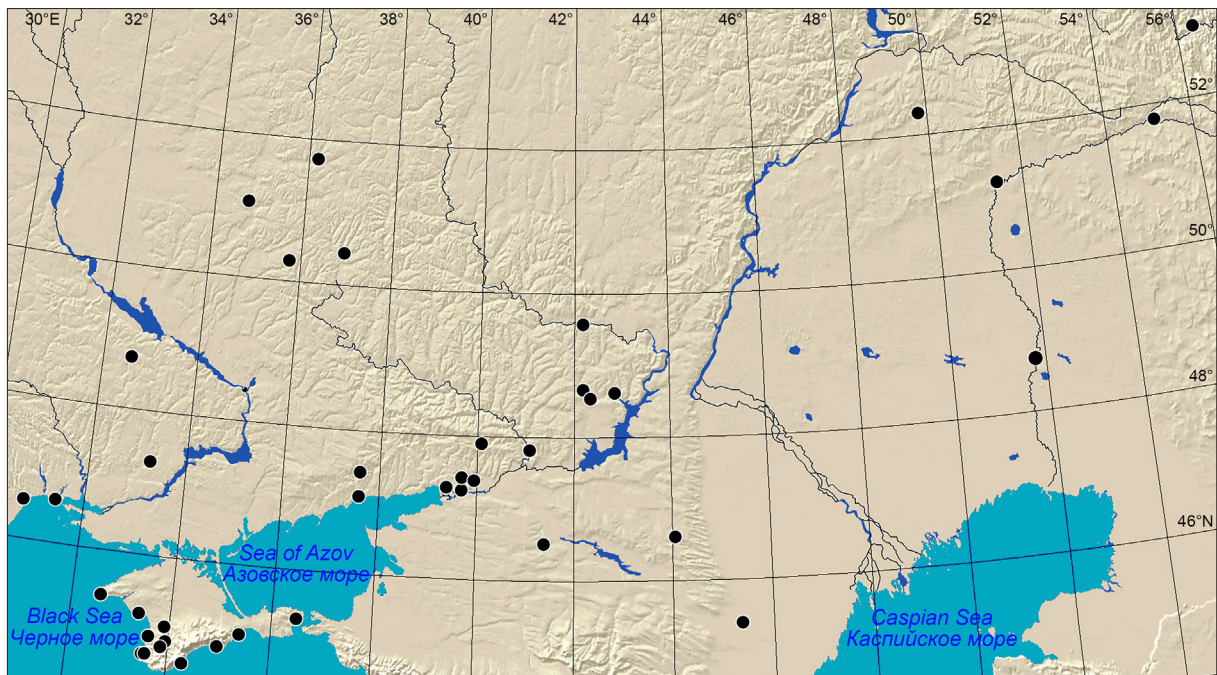 30°E 32° 34° 36° 38° 40° 42° 44° 46° 48° 50° 52° 54° 56°
52°
50°
48°
46°N
Sea of Azov
Азовское море
Black Sea
Черное море
Caspian Sea
Каспийское море